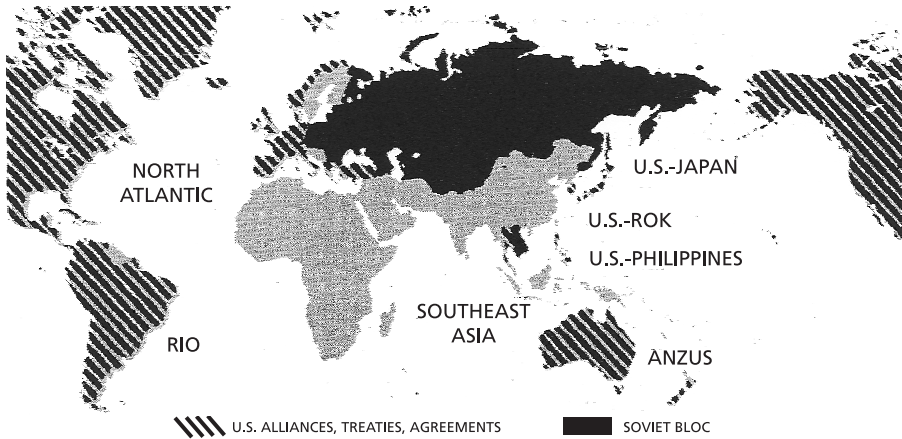 NORTH
ATLANTIC
U.S.-JAPAN
U.S.-ROK
U.S.-PHILIPPINES
SOUTHEAST
ASIA
RIO
ANZUS
U.S. ALLIANCES, TREATIES, AGREEMENTS
SOVIET BLOC